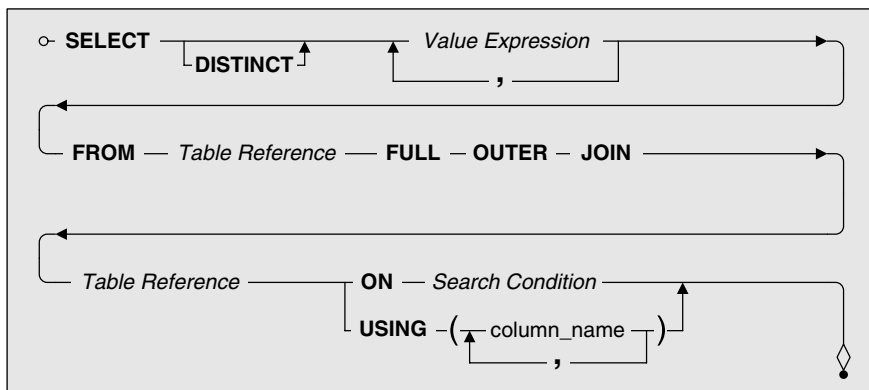 SELECT Value Expression
DISTINCT
,
FROM Table Reference FULL OUTER JOIN
Table Reference ON Search Condition
USING ( column_name )
,